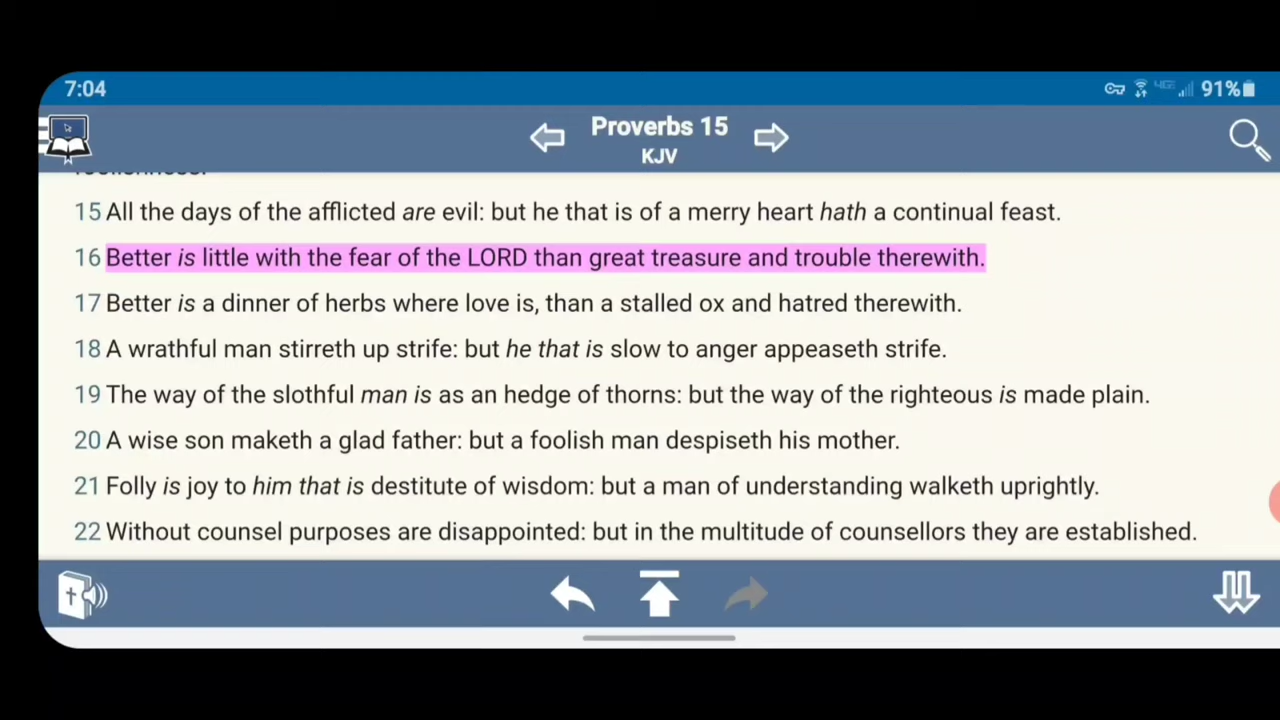 7:04
4GE 91%
Proverbs 15
KJV
15 All the days of the afflicted are evil: but he that is of a merry heart hath a continual feast.
16 Better is little with the fear of the LORD than great treasure and trouble therewith.
17 Better is a dinner of herbs where love is, than a stalled ox and hatred therewith.
18 A wrathful man stirreth up strife: but he that is slow to anger appeaseth strife.
19 The way of the slothful man is as an hedge of thorns: but the way of the righteous is made plain.
20 A wise son maketh a glad father: but a foolish man despiseth his mother.
21 Folly is joy to him that is destitute of wisdom: but a man of understanding walketh uprightly.
22 Without counsel purposes are disappointed: but in the multitude of counsellors they are established.